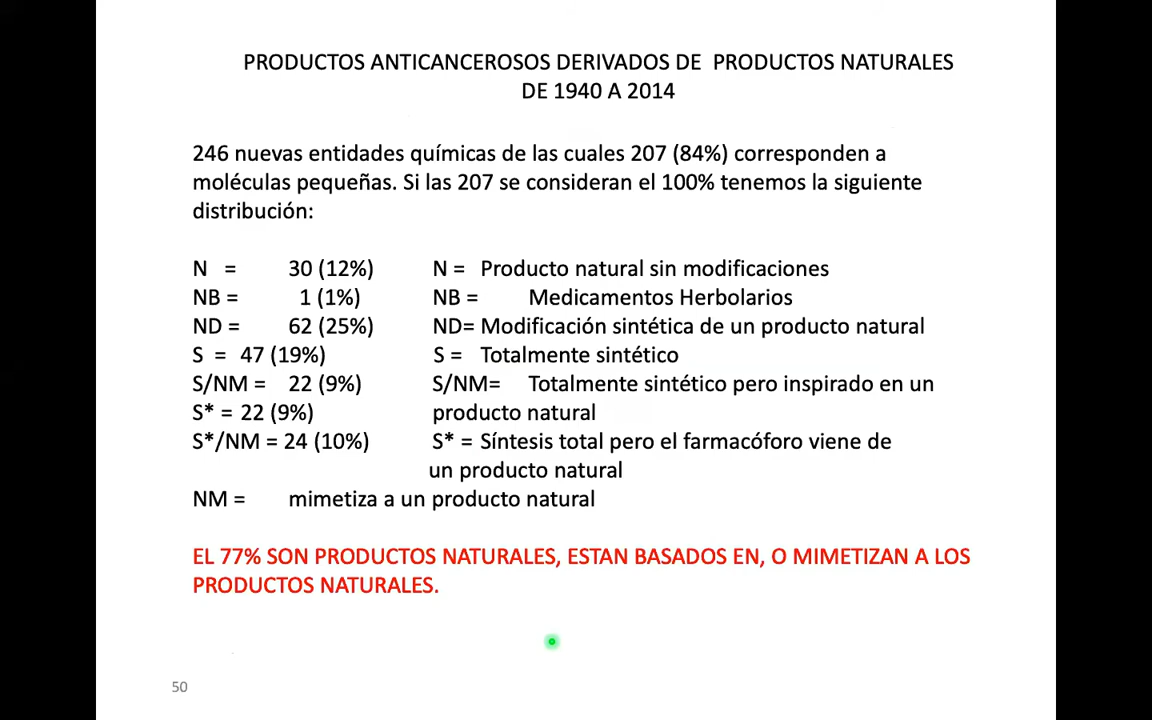 PRODUCTOS ANTICANCEROSOS DERIVADOS DE PRODUCTOS NATURALES
DE 1940 A 2014
246 nuevas entidades químicas de las cuales 207 (84%) corresponden a
moléculas pequeñas. Si las 207 se consideran el 100% tenemos la siguiente
distribución:
N = 30 (12%) N = Producto natural sin modificaciones
NB = 1 (1%) NB = Medicamentos Herbolarios
ND = 62 (25%) ND= Modificación sintética de un producto natural
S = 47 (19%) S = Totalmente sintético
S/NM = 22 (9%) S/NM= Totalmente sintético pero inspirado en un
S* = 22 (9%) producto natural
S*/NM = 24 (10%) S* = Síntesis total pero el farmacóforo viene de
un producto natural
NM = mimetiza a un producto natural
EL 77% SON PRODUCTOS NATURALES, ESTAN BASADOS EN, O MIMETIZAN A LOS
PRODUCTOS NATURALES.
50